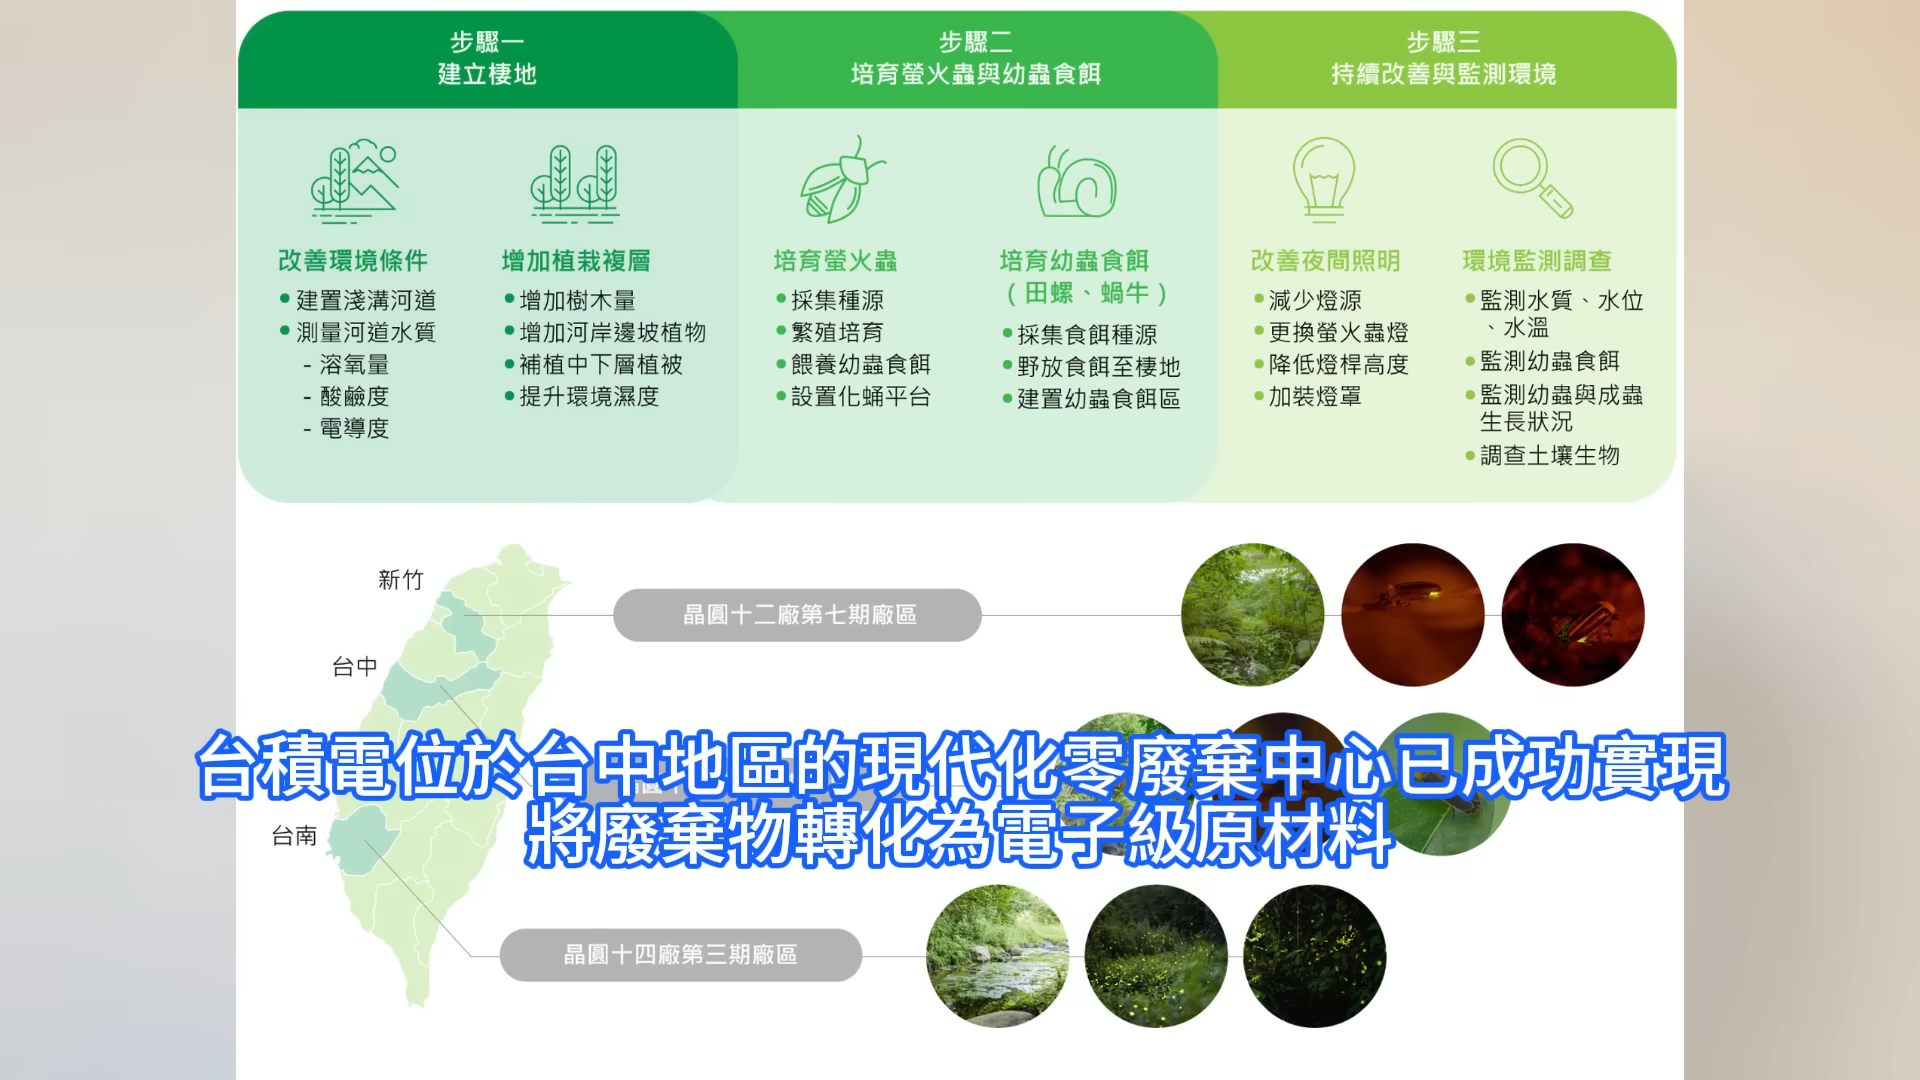 步驟一
建立棲地
步驟二
培育螢火蟲與幼蟲食餌
步驟三
持續改善與監測環境
改善環境條件
建置淺溝河道
測量河道水質
- 溶氧量
- 酸鹼度
- 電導度
增加植栽複層
增加樹木量
增加河岸邊坡植物
補植中下層植被
提升環境濕度
培育螢火蟲
採集種源
繁殖培育
餵養幼蟲食餌
設置化蛹平台
培育幼蟲食餌
（田螺、蝸牛）
採集食餌種源
野放食餌至棲地
建置幼蟲食餌區
改善夜間照明
減少燈源
更換螢火蟲燈
降低燈桿高度
加裝燈罩
環境監測調查
監測水質、水位
、水溫
監測幼蟲食餌
監測幼蟲與成蟲
生長狀況
調查土壤生物
新竹
晶圓十二廠第七期廠區
台中
台積電位於台中地區的現代化零廢棄中心已成功實現
將廢棄物轉化為電子級原材料
台南
晶圓十四廠第三期廠區